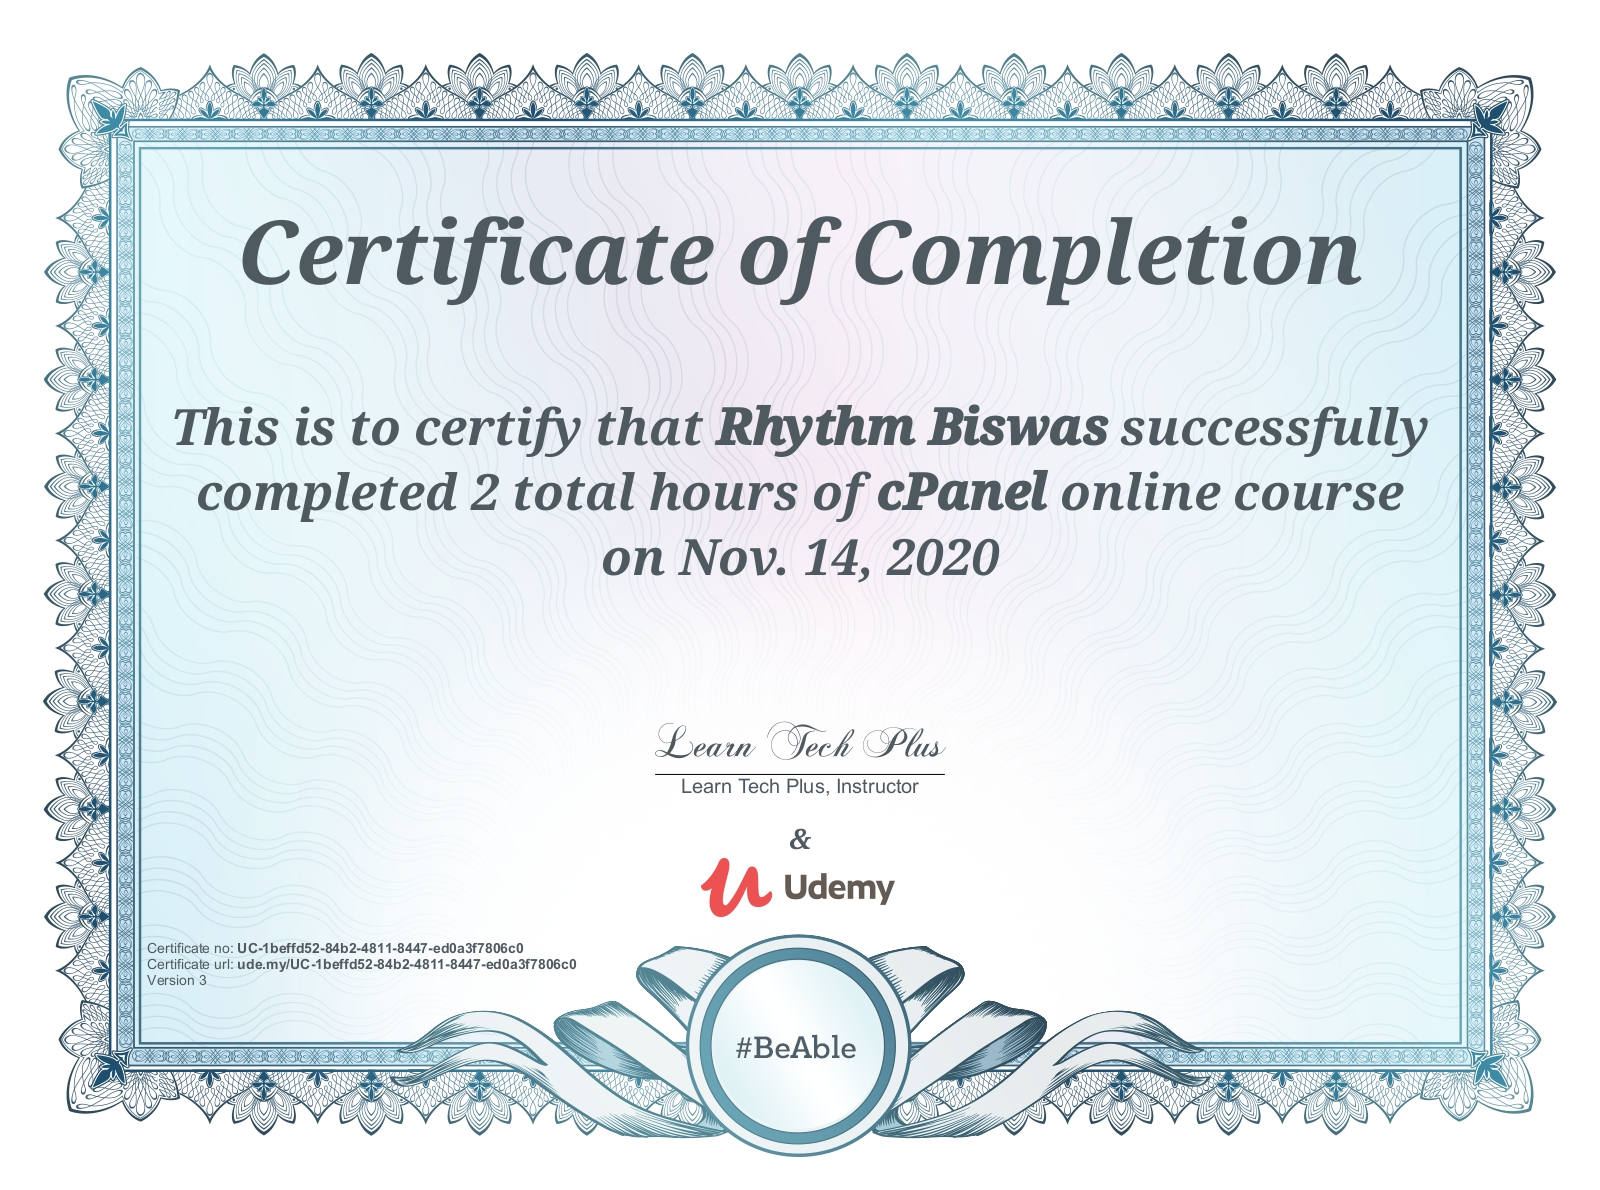 Certificate of Completion
This is to certify that Rhythm Biswas successfully
completed 2 total hours of cPanel online course
on Nov. 14, 2020
Learn Tech Plus
Learn Tech Plus, Instructor
&
Udemy
Certificate no: UC-1beffd52-84b2-4811-8447-ed0a3f7806c0
Certificate url: ude.my/UC-1beffd52-84b2-4811-8447-ed0a3f7806c0
Version 3
#BeAble